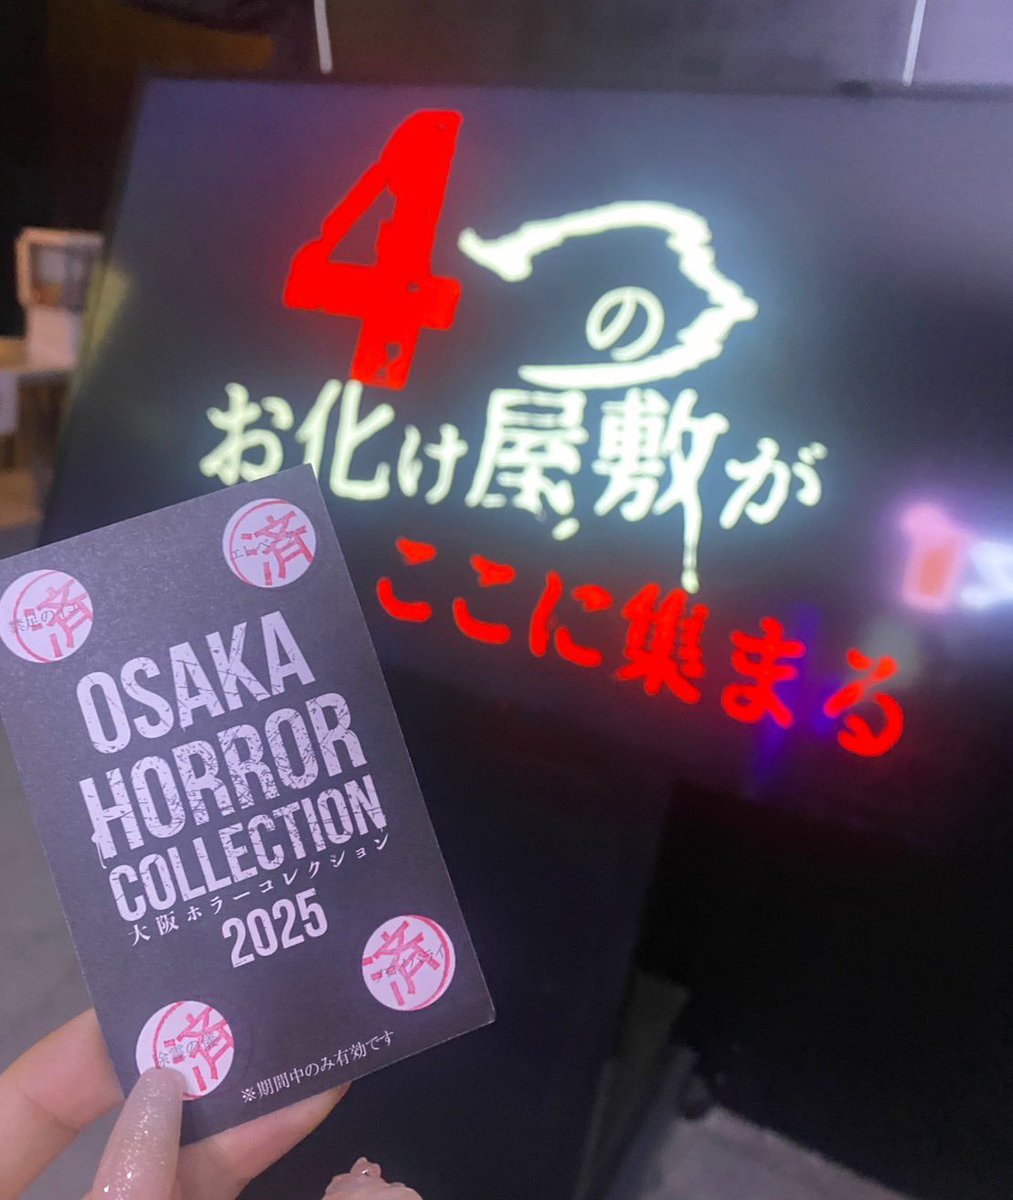 4つの
お化け屋敷が
ここに集まる
済
済
OSAKA
HORROR
COLLECTION
大阪ホラーコレクション
2025
済
済
※期間中のみ有効です